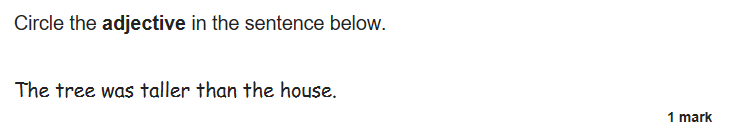 Circle the adjective in the sentence below.
The tree was taller than the house.
1 mark